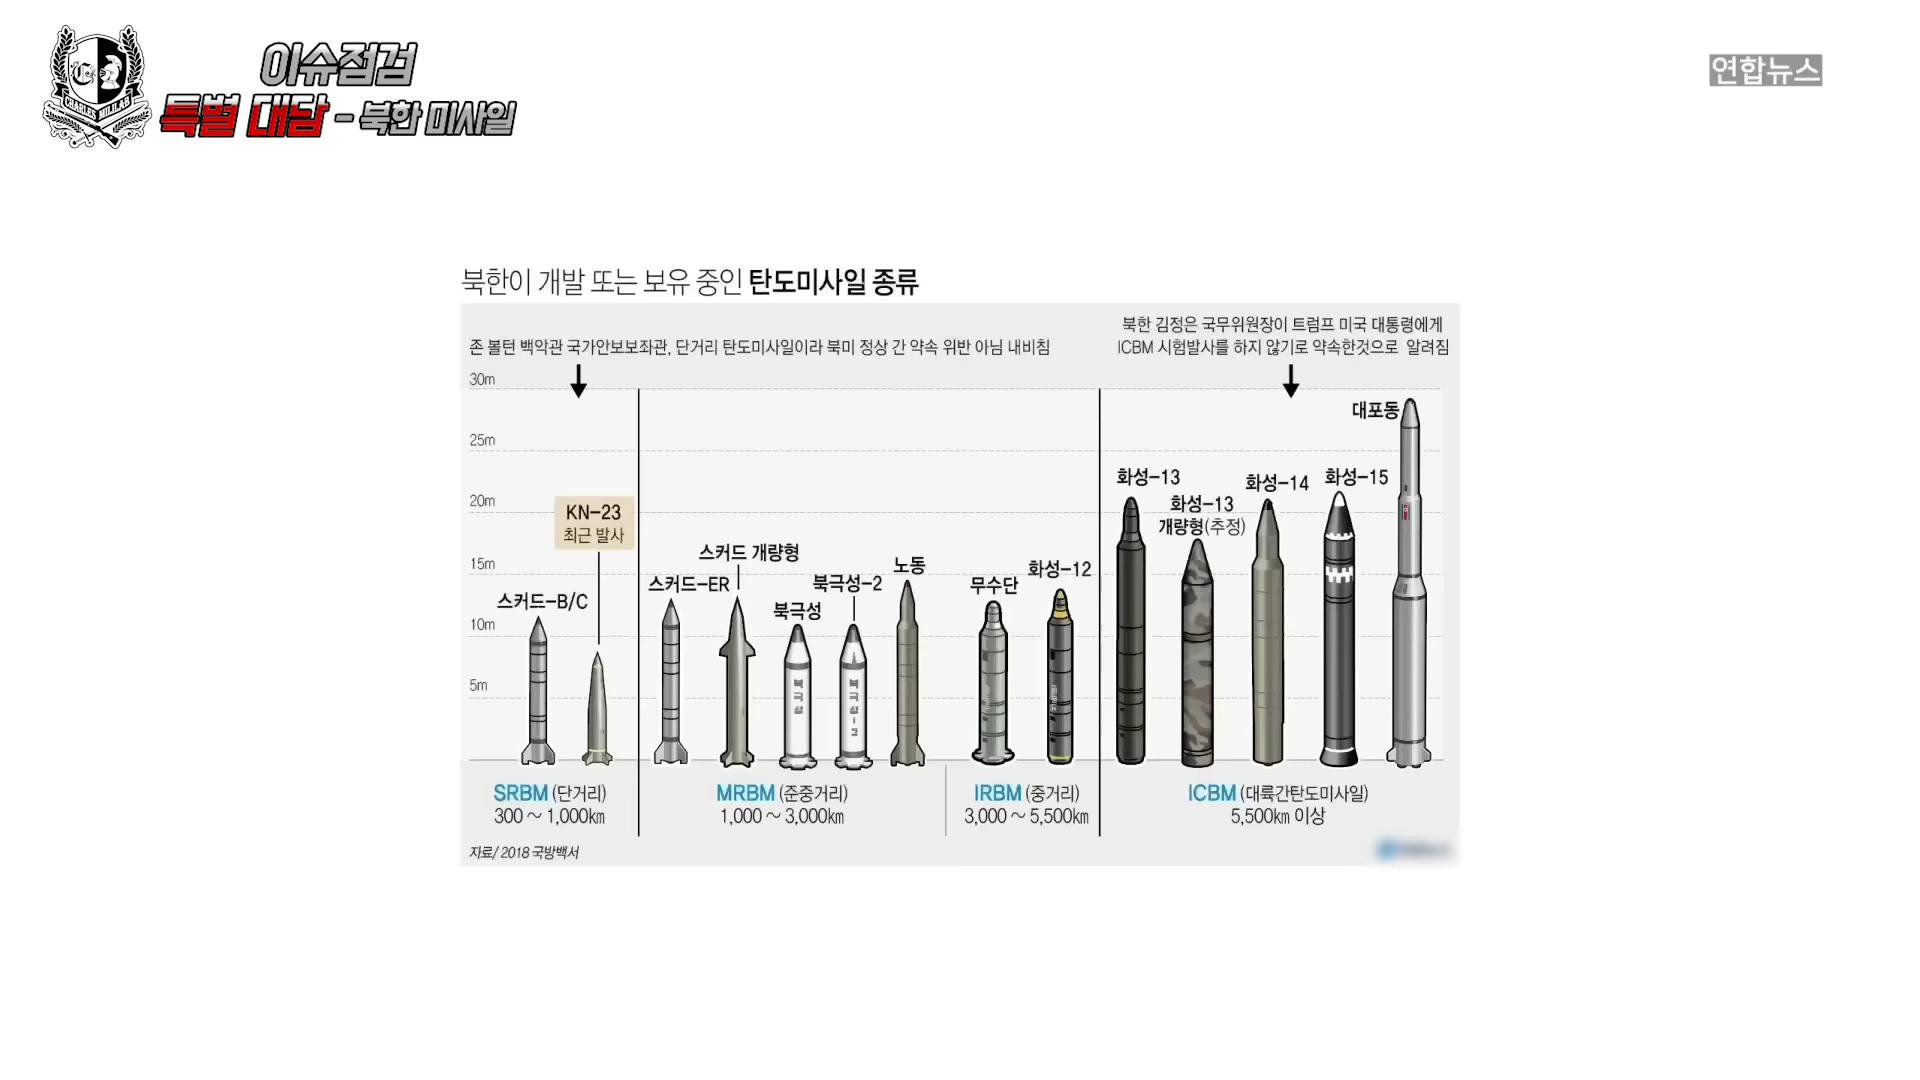 이슈점검
특별 대담 - 북한 미사일
CHARLES MILILAB
연합뉴스
북한이 개발 또는 보유 중인 탄도미사일 종류
존 볼턴 백악관 국가안보보좌관, 단거리 탄도미사일이라 북미 정상 간 약속 위반 아님 내비침
북한 김정은 국무위원장이 트럼프 미국 대통령에게
ICBM 시험발사를 하지 않기로 약속한것으로 알려짐
30m
25m
20m
15m
10m
5m
스커드-B/C
KN-23
최근 발사
스커드-ER
스커드 개량형
북극성
북극성
북극성-2
북극성-2
노동
무수단
화성-12
화성-13
화성-13
개량형(추정)
화성-14
화성-15
대포동
SRBM (단거리)
300 ~ 1,000km
MRBM (준중거리)
1,000 ~ 3,000km
IRBM (중거리)
3,000 ~ 5,500km
ICBM (대륙간탄도미사일)
5,500km 이상
자료/ 2018 국방백서